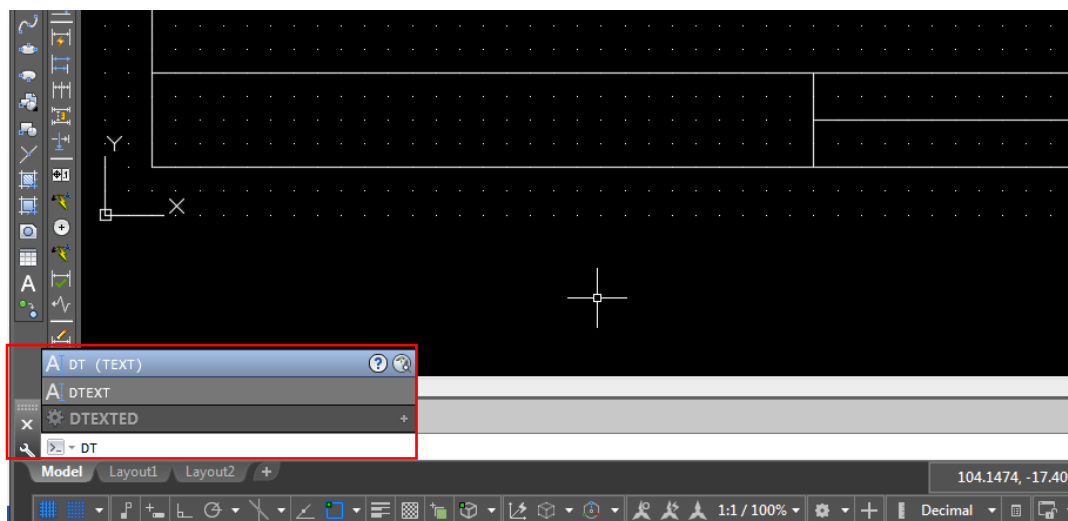 Y
X
A
A DT (TEXT)
A DTEXT
DTEXTED +
DT
Model Layout1 Layout2 +
104.1474, -17.40
1:1 / 100% Decimal